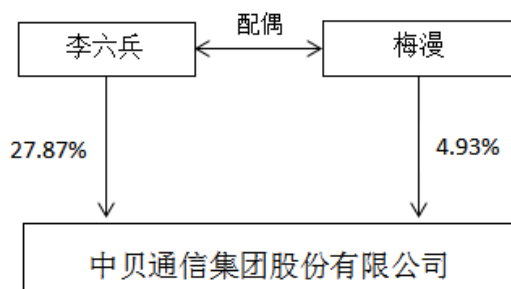 配偶
李六兵
梅漫
27.87%
4.93%
中贝通信集团股份有限公司